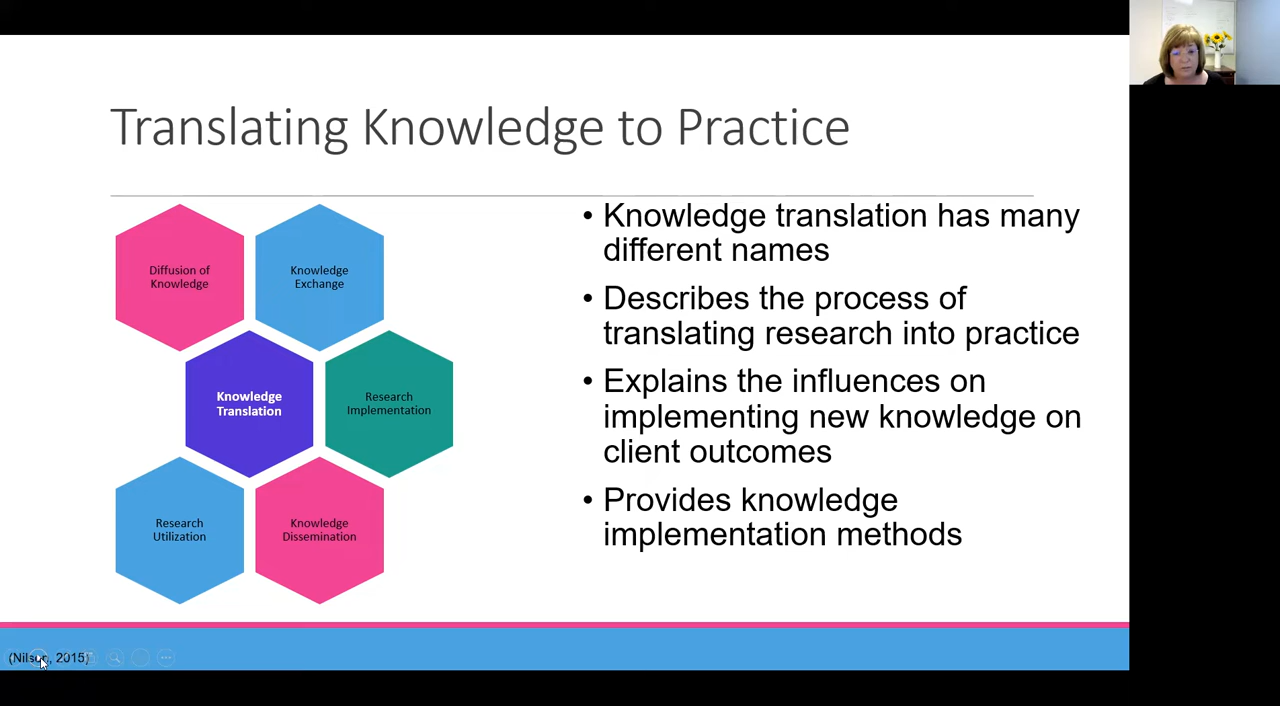 Translating Knowledge to Practice
Diffusion of
Knowledge
Knowledge
Exchange
Knowledge
Translation
Research
Implementation
Research
Utilization
Knowledge
Dissemination
• Knowledge translation has many
different names
• Describes the process of
translating research into practice
• Explains the influences on
implementing new knowledge on
client outcomes
• Provides knowledge
implementation methods
2015)